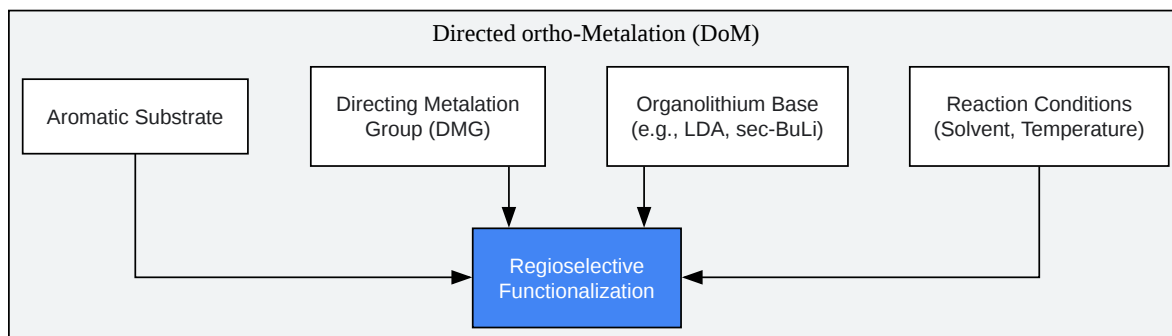 Directed ortho-Metalation (DoM)
Aromatic Substrate
Directing Metalation
Group (DMG)
Organolithium Base
(e.g., LDA, sec-BuLi)
Reaction Conditions
(Solvent, Temperature)
Regioselective
Functionalization